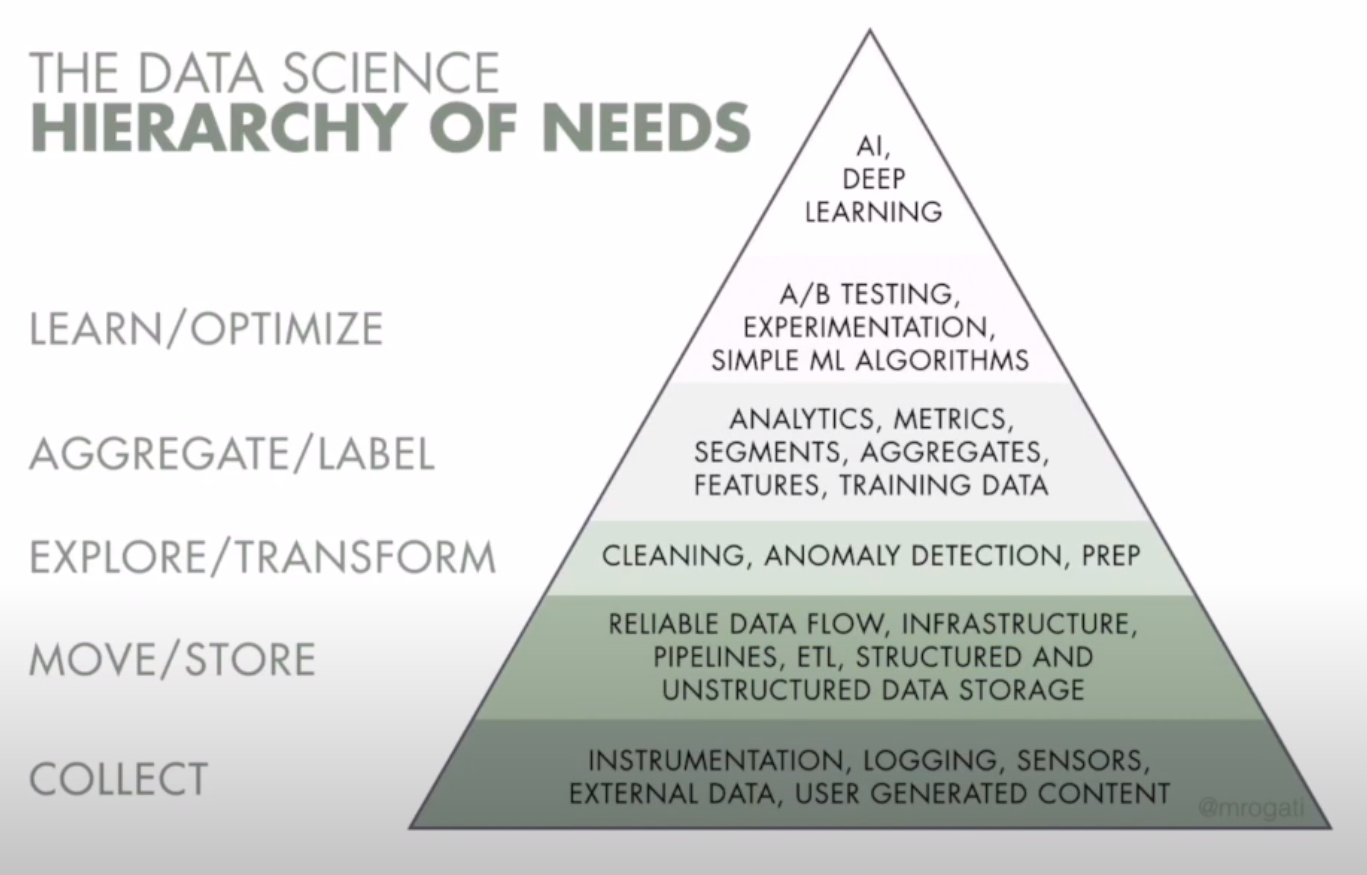 THE DATA SCIENCE
HIERARCHY OF NEEDS
AI,
DEEP
LEARNING
LEARN/OPTIMIZE
A/B TESTING,
EXPERIMENTATION,
SIMPLE ML ALGORITHMS
AGGREGATE/LABEL
ANALYTICS, METRICS,
SEGMENTS, AGGREGATES,
FEATURES, TRAINING DATA
EXPLORE/TRANSFORM
CLEANING, ANOMALY DETECTION, PREP
MOVE/STORE
RELIABLE DATA FLOW, INFRASTRUCTURE,
PIPELINES, ETL, STRUCTURED AND
UNSTRUCTURED DATA STORAGE
COLLECT
INSTRUMENTATION, LOGGING, SENSORS,
EXTERNAL DATA, USER GENERATED CONTENT
@mrogati